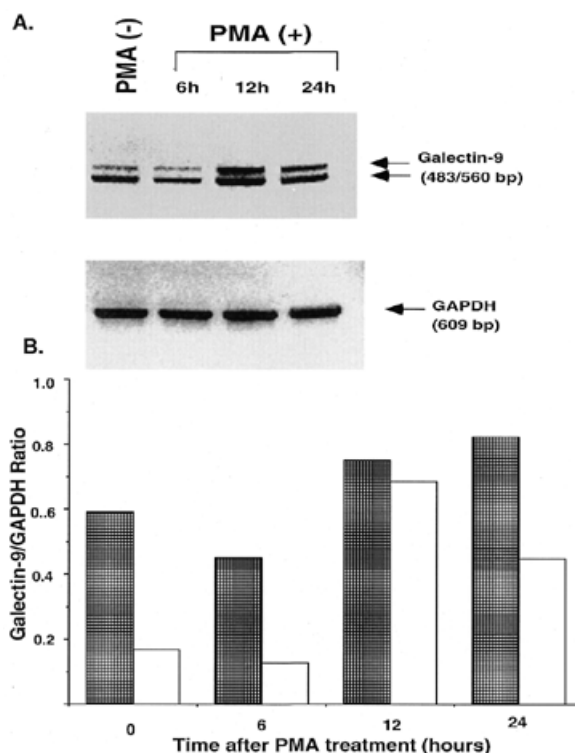 A.
PMA (-)
PMA (+)
6h 12h 24h
Galectin-9
(483/560 bp)
GAPDH
(609 bp)
B.
1.0
0.8
0.6
0.4
0.2
Galectin-9/GAPDH Ratio
0 6 12 24
Time after PMA treatment (hours)